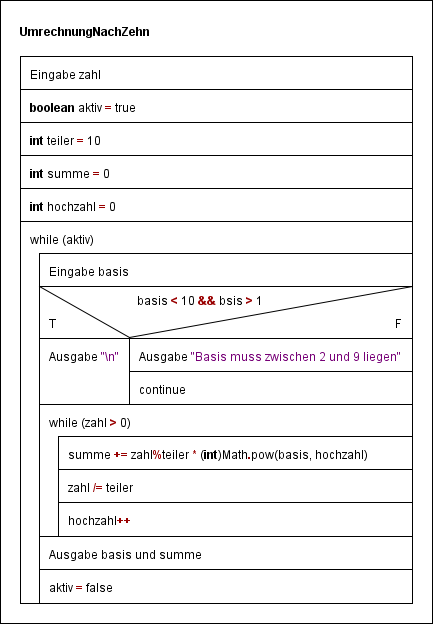 UmrechnungNachZehn
Eingabe zahl
boolean aktiv = true
int teiler = 10
int summe = 0
int hochzahl = 0
while (aktiv)
Eingabe basis
basis < 10 && bsis > 1
T F
Ausgabe "\n" Ausgabe "Basis muss zwischen 2 und 9 liegen"
continue
while (zahl > 0)
summe += zahl%teiler * (int)Math.pow(basis, hochzahl)
zahl /= teiler
hochzahl++
Ausgabe basis und summe
aktiv = false